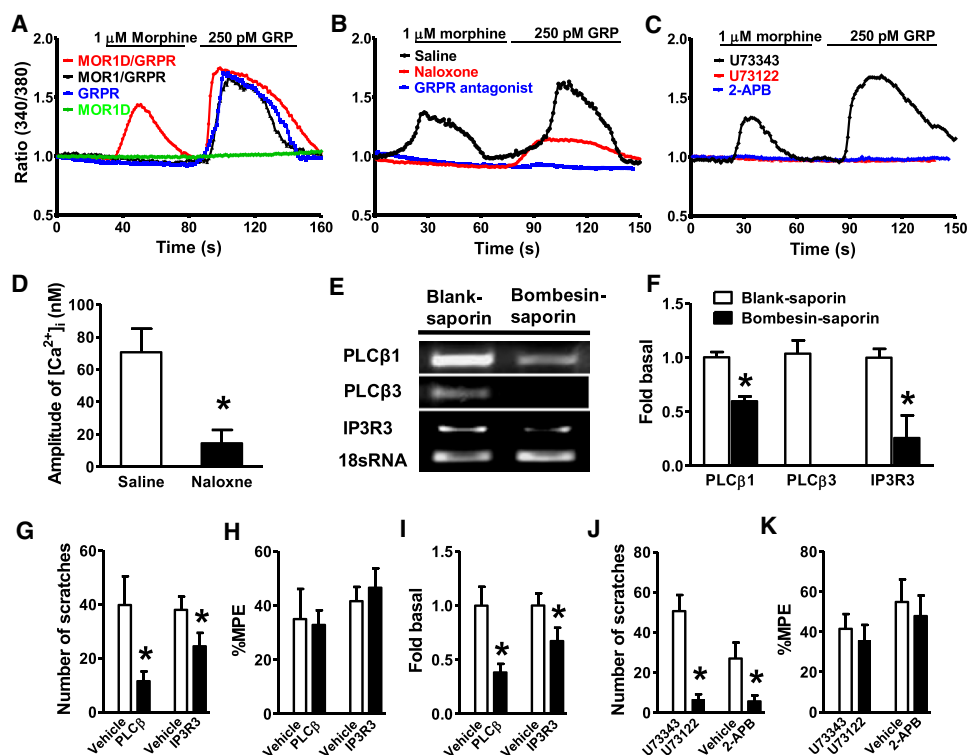 A
1 μM Morphine
250 pM GRP
MOR1D/GRPR
MOR1/GRPR
GRPR
MOR1D
Ratio (340/380)
2.0
1.5
1.0
0.5
0
40
80
120
160
Time (s)
B
1 μM morphine
250 pM GRP
Saline
Naloxone
GRPR antagonist
2.0
1.5
1.0
0.5
0
30
60
90
120
150
Time (s)
C
1 μM morphine
250 pM GRP
U73343
U73122
2-APB
2.0
1.5
1.0
0.5
0
30
60
90
120
150
Time (s)
D
Amplitude of [Ca2+]i (nM)
100
80
60
40
20
0
*
Saline
Naloxne
E
Blank-
saporin
Bombesin-
saporin
PLCβ1
PLCβ3
IP3R3
18sRNA
F
Blank-saporin
Bombesin-saporin
Fold basal
1.5
1.0
0.5
0.0
*
*
PLCβ1
PLCβ3
IP3R3
G
Number of scratches
60
40
20
0
*
*
Vehicle
PLCβ
Vehicle
IP3R3
H
%MPE
60
40
20
0
Vehicle
PLCβ
Vehicle
IP3R3
I
Fold basal
1.5
1.0
0.5
0.0
*
*
Vehicle
PLCβ
Vehicle
IP3R3
J
Number of scratches
80
60
40
20
0
*
*
U73343
U73122
Vehicle
2-APB
K
%MPE
80
60
40
20
0
U73343
U73122
Vehicle
2-APB